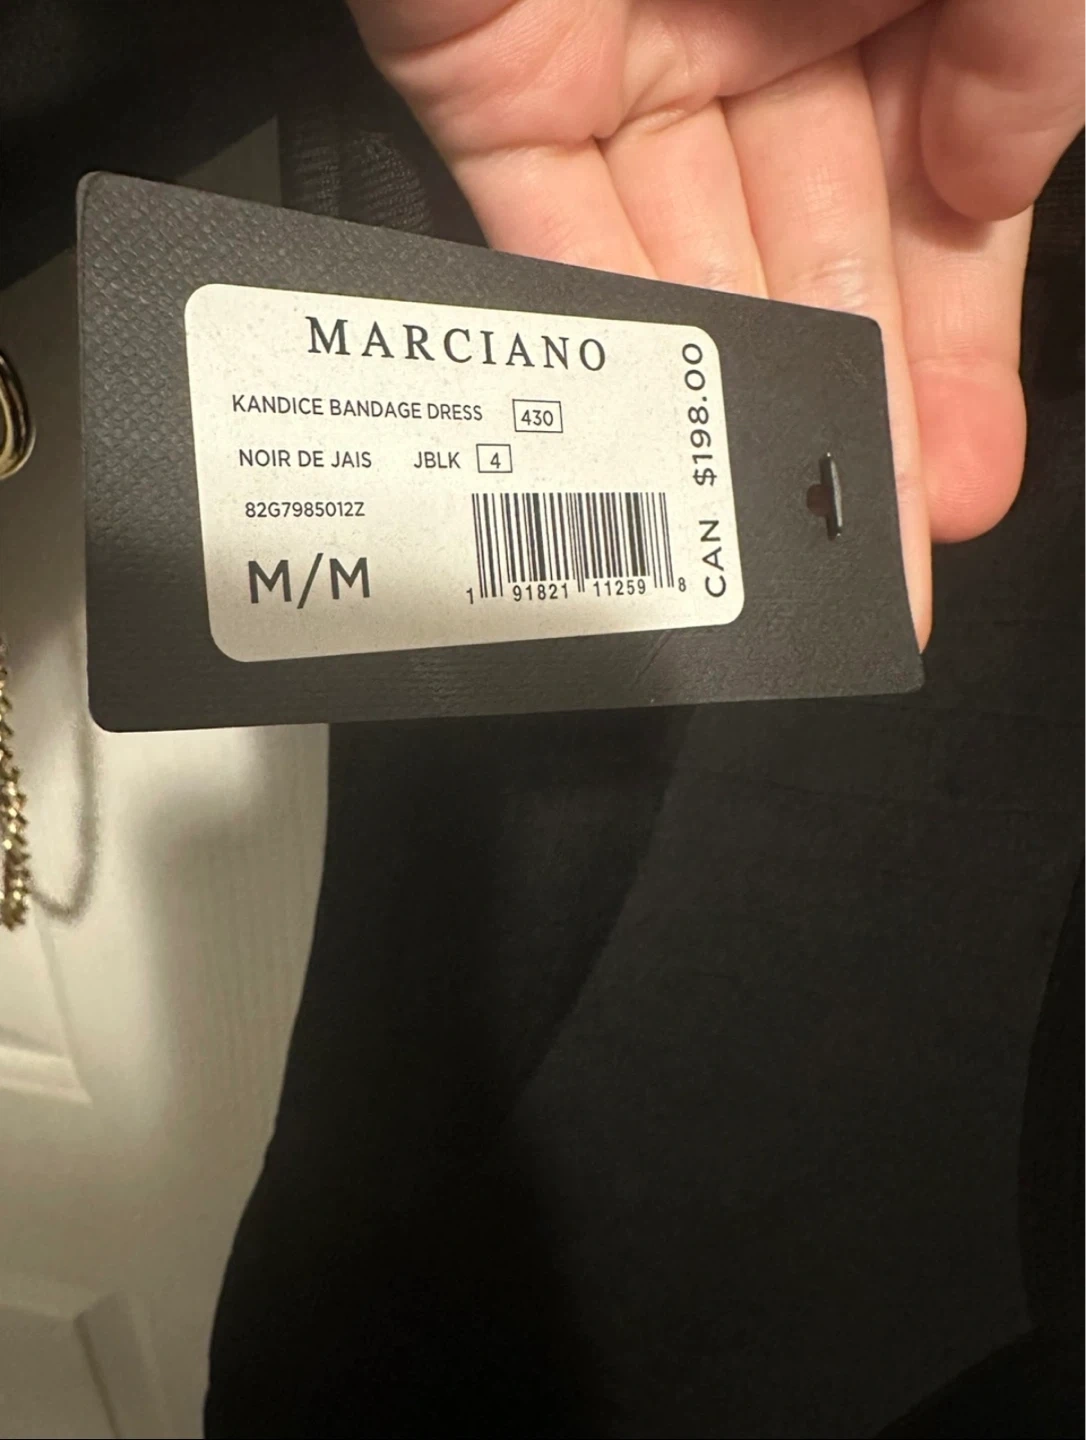 MARCIANO
KANDICE BANDAGE DRESS 430
NOIR DE JAIS JBLK 4
82G7985012Z
M/M
1 91821 11259 8
CAN $198.00